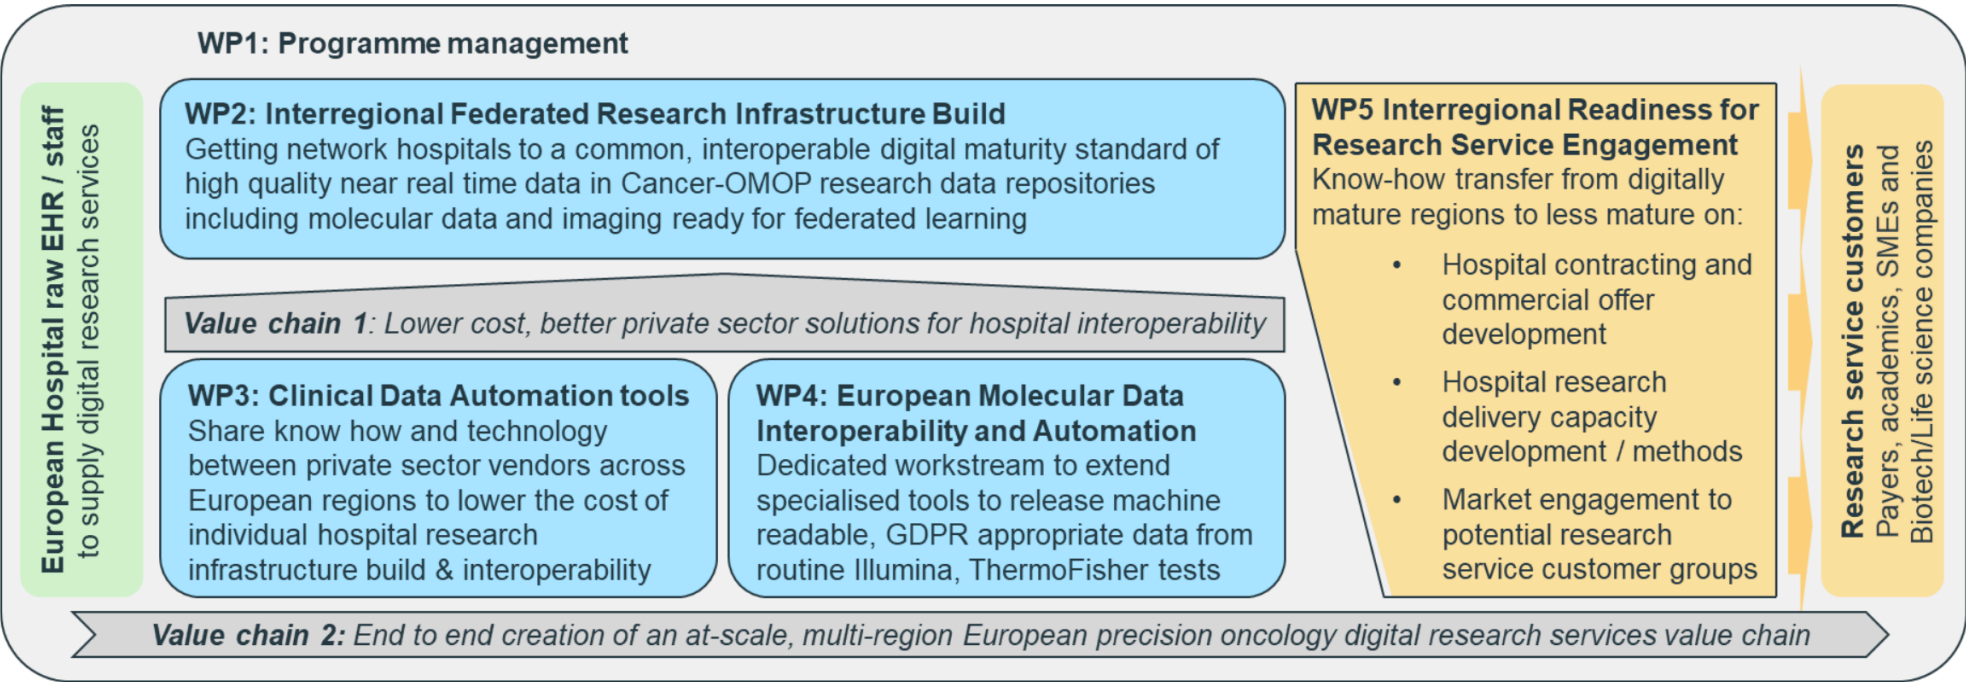 WP1: Programme management
European Hospital raw EHR / staff
to supply digital research services
WP2: Interregional Federated Research Infrastructure Build
Getting network hospitals to a common, interoperable digital maturity standard of
high quality near real time data in Cancer-OMOP research data repositories
including molecular data and imaging ready for federated learning
Value chain 1: Lower cost, better private sector solutions for hospital interoperability
WP3: Clinical Data Automation tools
Share know how and technology
between private sector vendors across
European regions to lower the cost of
individual hospital research
infrastructure build & interoperability
WP4: European Molecular Data
Interoperability and Automation
Dedicated workstream to extend
specialised tools to release machine
readable, GDPR appropriate data from
routine Illumina, ThermoFisher tests
WP5 Interregional Readiness for
Research Service Engagement
Know-how transfer from digitally
mature regions to less mature on:
• Hospital contracting and
commercial offer
development
• Hospital research
delivery capacity
development / methods
• Market engagement to
potential research
service customer groups
Research service customers
Payers, academics, SMEs and
Biotech/Life science companies
Value chain 2: End to end creation of an at-scale, multi-region European precision oncology digital research services value chain